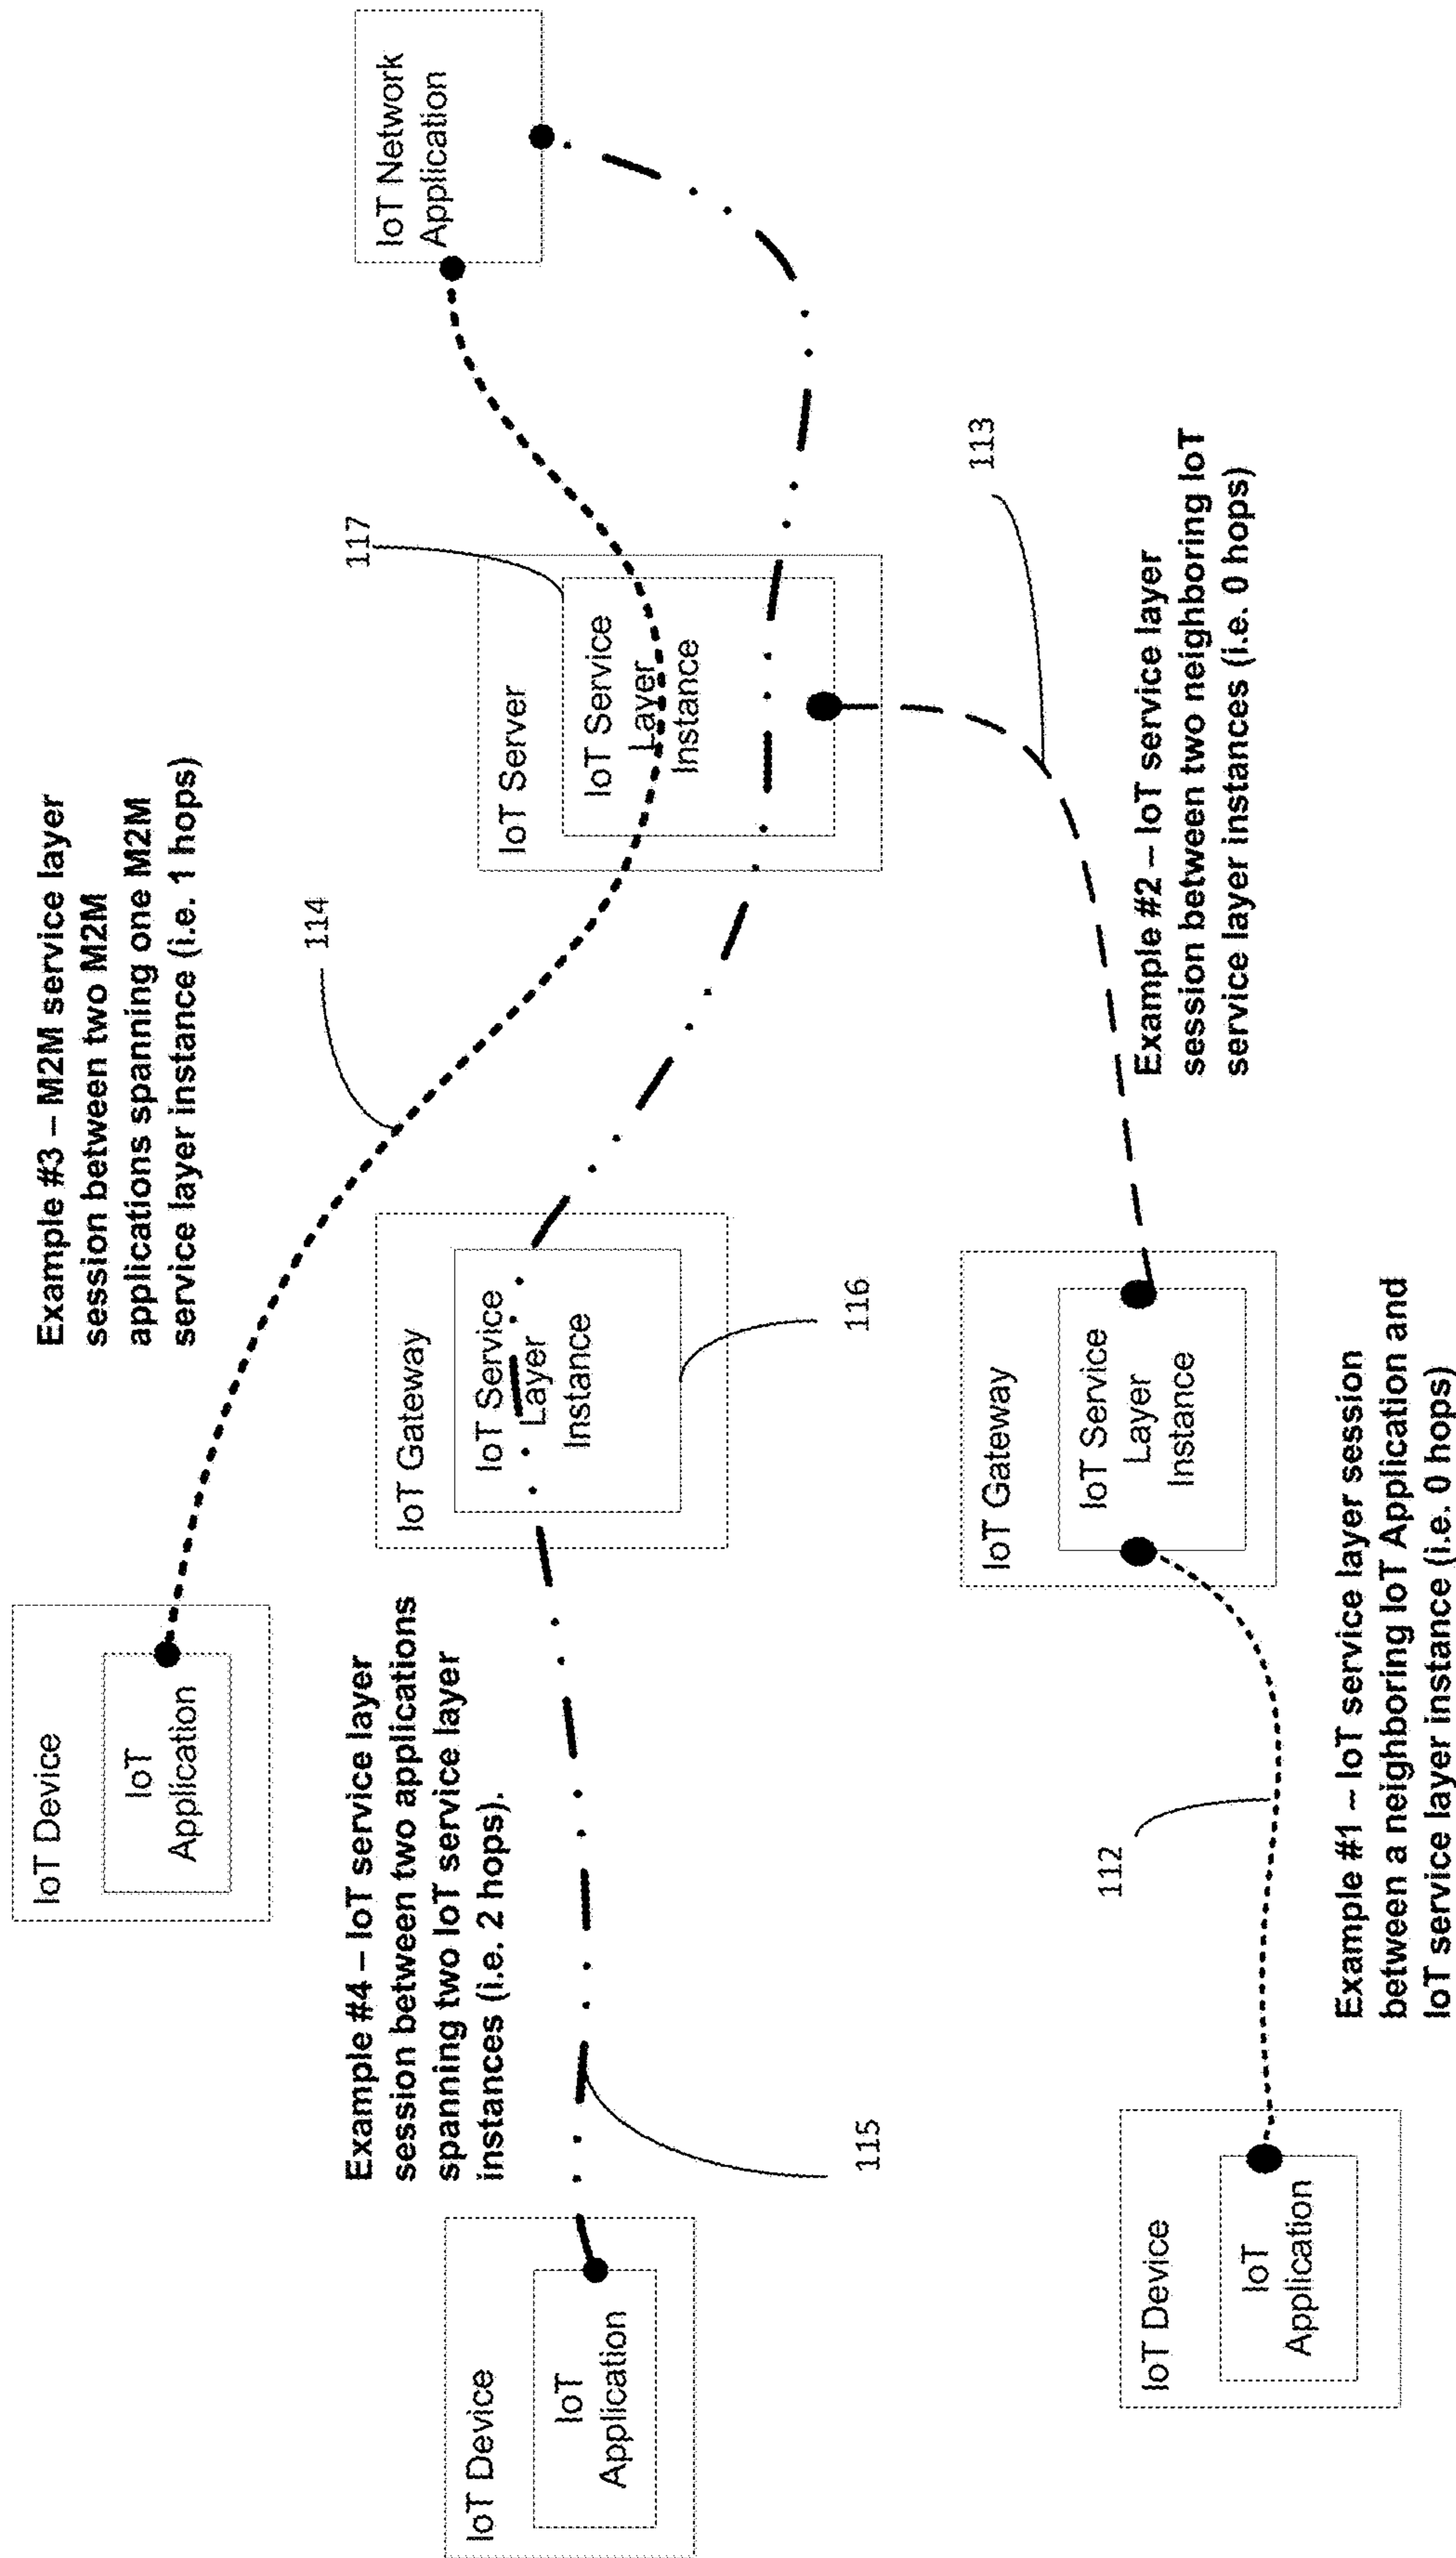 Example #3 – M2M service layer
session between two M2M
applications spanning one M2M
service layer instance (i.e. 1 hops)
114
IoT Device
IoT
Application
IoT Network
Application
117
IoT Server
IoT Service
Layer
Instance
Example #4 – IoT service layer
session between two applications
spanning two IoT service layer
instances (i.e. 2 hops).
IoT Gateway
IoT Service
Layer
Instance
116
IoT Device
IoT
Application
115
113
Example #2 – IoT service layer
session between two neighboring IoT
service layer instances (i.e. 0 hops)
IoT Gateway
IoT Service
Layer
Instance
112
IoT Device
IoT
Application
Example #1 – IoT service layer session
between a neighboring IoT Application and
IoT service layer instance (i.e. 0 hops)